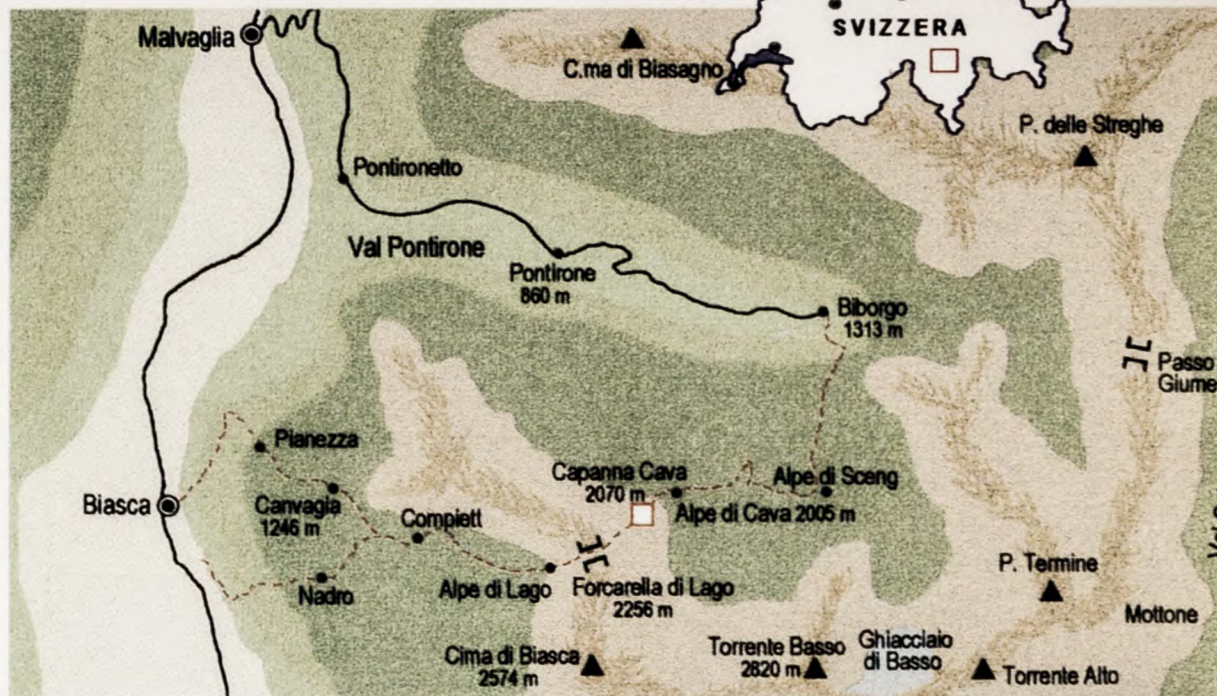 SVIZZERA
Malvaglia
C.ma di Biasagno
P. delle Streghe
Pontironetto
Val Pontirone
Pontirone
860 m
Biborgo
1313 m
Passo
Giume
Pianezza
Capanna Cava
2070 m
Alpe di Sceng
Biasca
Canvagia
1246 m
Alpe di Cava 2005 m
Compiett
P. Termine
Nadro
Alpe di Lago
Forcarella di Lago
2256 m
Mottone
Cima di Biasca
2574 m
Torrente Basso
2820 m
Ghiacclaio
di Basso
Torrente Alto